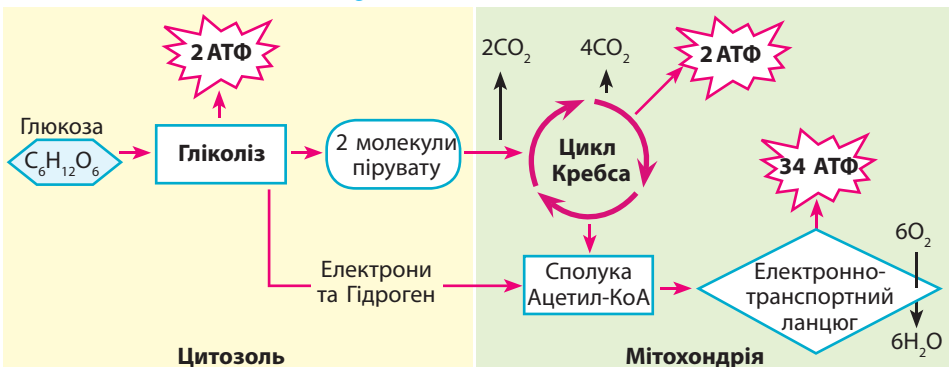 2 АТФ
2CO₂
4CO₂
2 АТФ
Глюкоза
C₆H₁₂O₆
Гліколіз
2 молекули
пірувату
Цикл
Кребса
34 АТФ
6O₂
Електрони
та Гідроген
Сполука
Ацетил-КоА
Електронно-
транспортний
ланцюг
6H₂O
Цитозоль
Мітохондрія